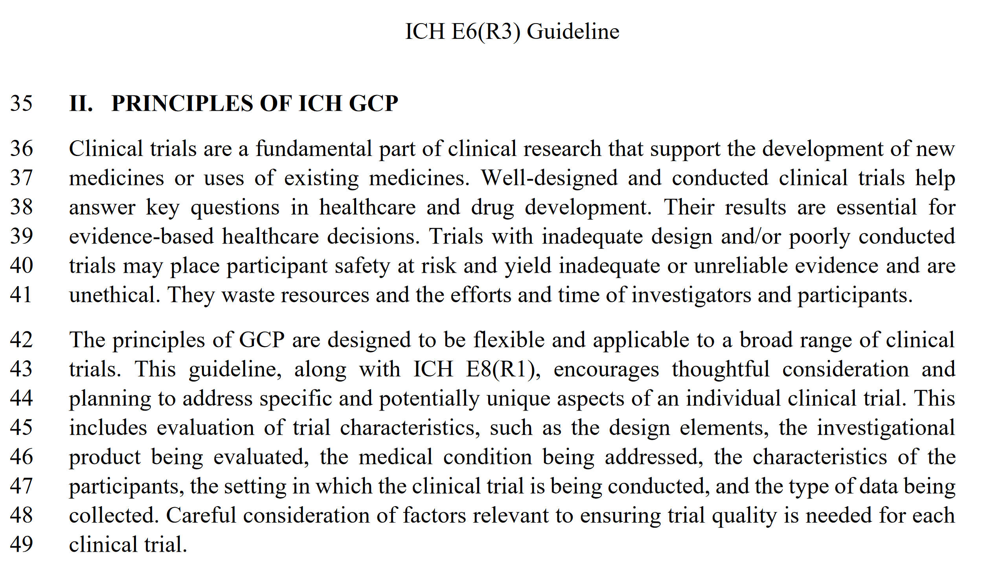 ICH E6(R3) Guideline
35 II. PRINCIPLES OF ICH GCP
36 Clinical trials are a fundamental part of clinical research that support the development of new
37 medicines or uses of existing medicines. Well-designed and conducted clinical trials help
38 answer key questions in healthcare and drug development. Their results are essential for
39 evidence-based healthcare decisions. Trials with inadequate design and/or poorly conducted
40 trials may place participant safety at risk and yield inadequate or unreliable evidence and are
41 unethical. They waste resources and the efforts and time of investigators and participants.
42 The principles of GCP are designed to be flexible and applicable to a broad range of clinical
43 trials. This guideline, along with ICH E8(R1), encourages thoughtful consideration and
44 planning to address specific and potentially unique aspects of an individual clinical trial. This
45 includes evaluation of trial characteristics, such as the design elements, the investigational
46 product being evaluated, the medical condition being addressed, the characteristics of the
47 participants, the setting in which the clinical trial is being conducted, and the type of data being
48 collected. Careful consideration of factors relevant to ensuring trial quality is needed for each
49 clinical trial.